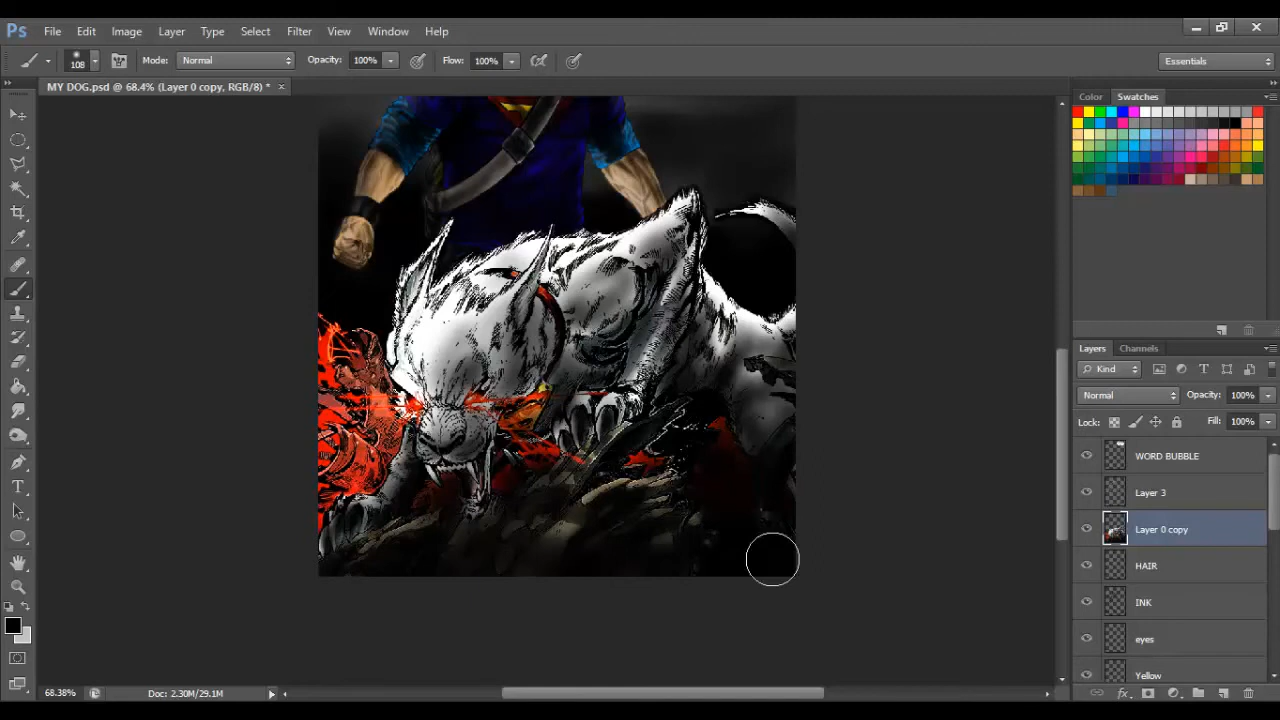 Ps File Edit Image Layer Type Select Filter View Window Help
108 Mode: Normal Opacity: 100% Flow: 100% Essentials
MY DOG.psd @ 68.4% (Layer 0 copy, RGB/8) * ×
Color Swatches
Layers Channels
Kind
Normal Opacity: 100%
Lock: Fill: 100%
WORD BUBBLE
Layer 3
Layer 0 copy
HAIR
INK
eyes
Yellow
68.38% Doc: 2.30M/29.1M